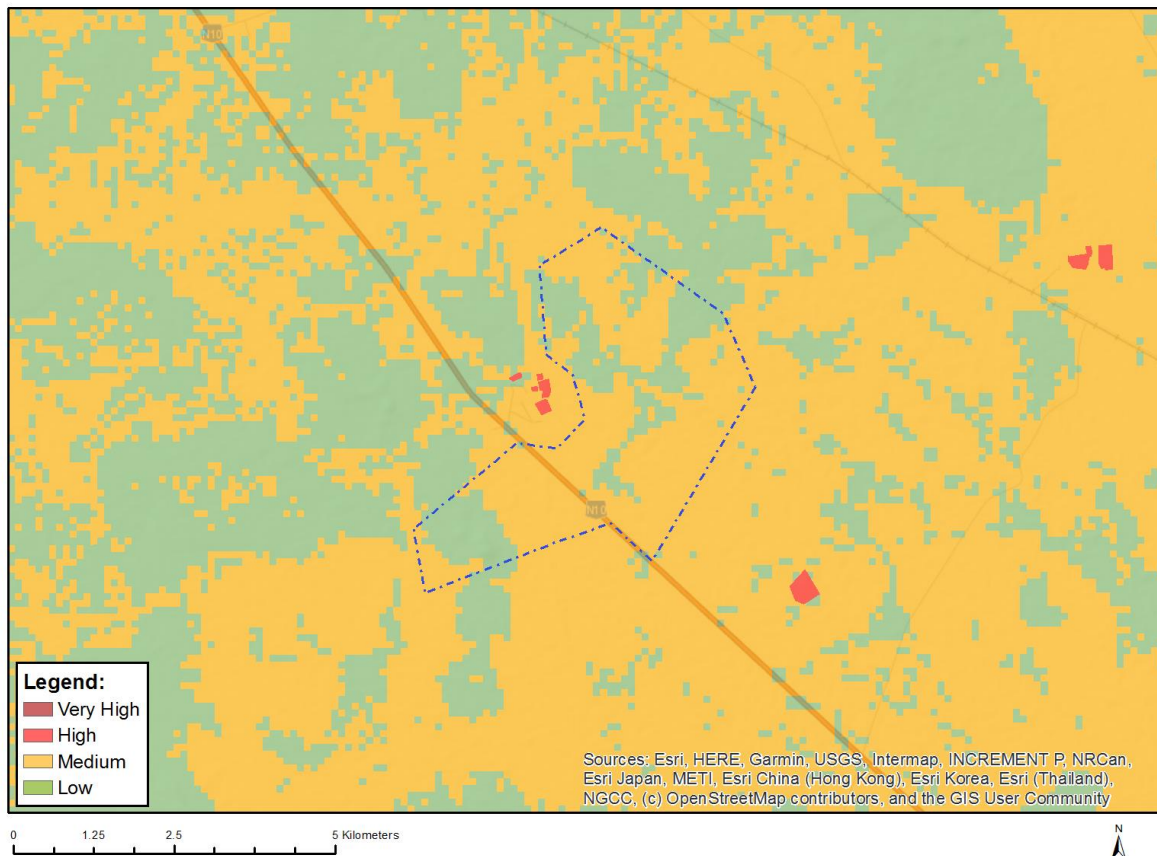 N10
N10
Legend:
Very High
High
Medium
Low
Sources: Esri, HERE, Garmin, USGS, Intermap, INCREMENT P, NRCan,
Esri Japan, METI, Esri China (Hong Kong), Esri Korea, Esri (Thailand),
NGCC, (c) OpenStreetMap contributors, and the GIS User Community
0 1.25 2.5 5 Kilometers
N